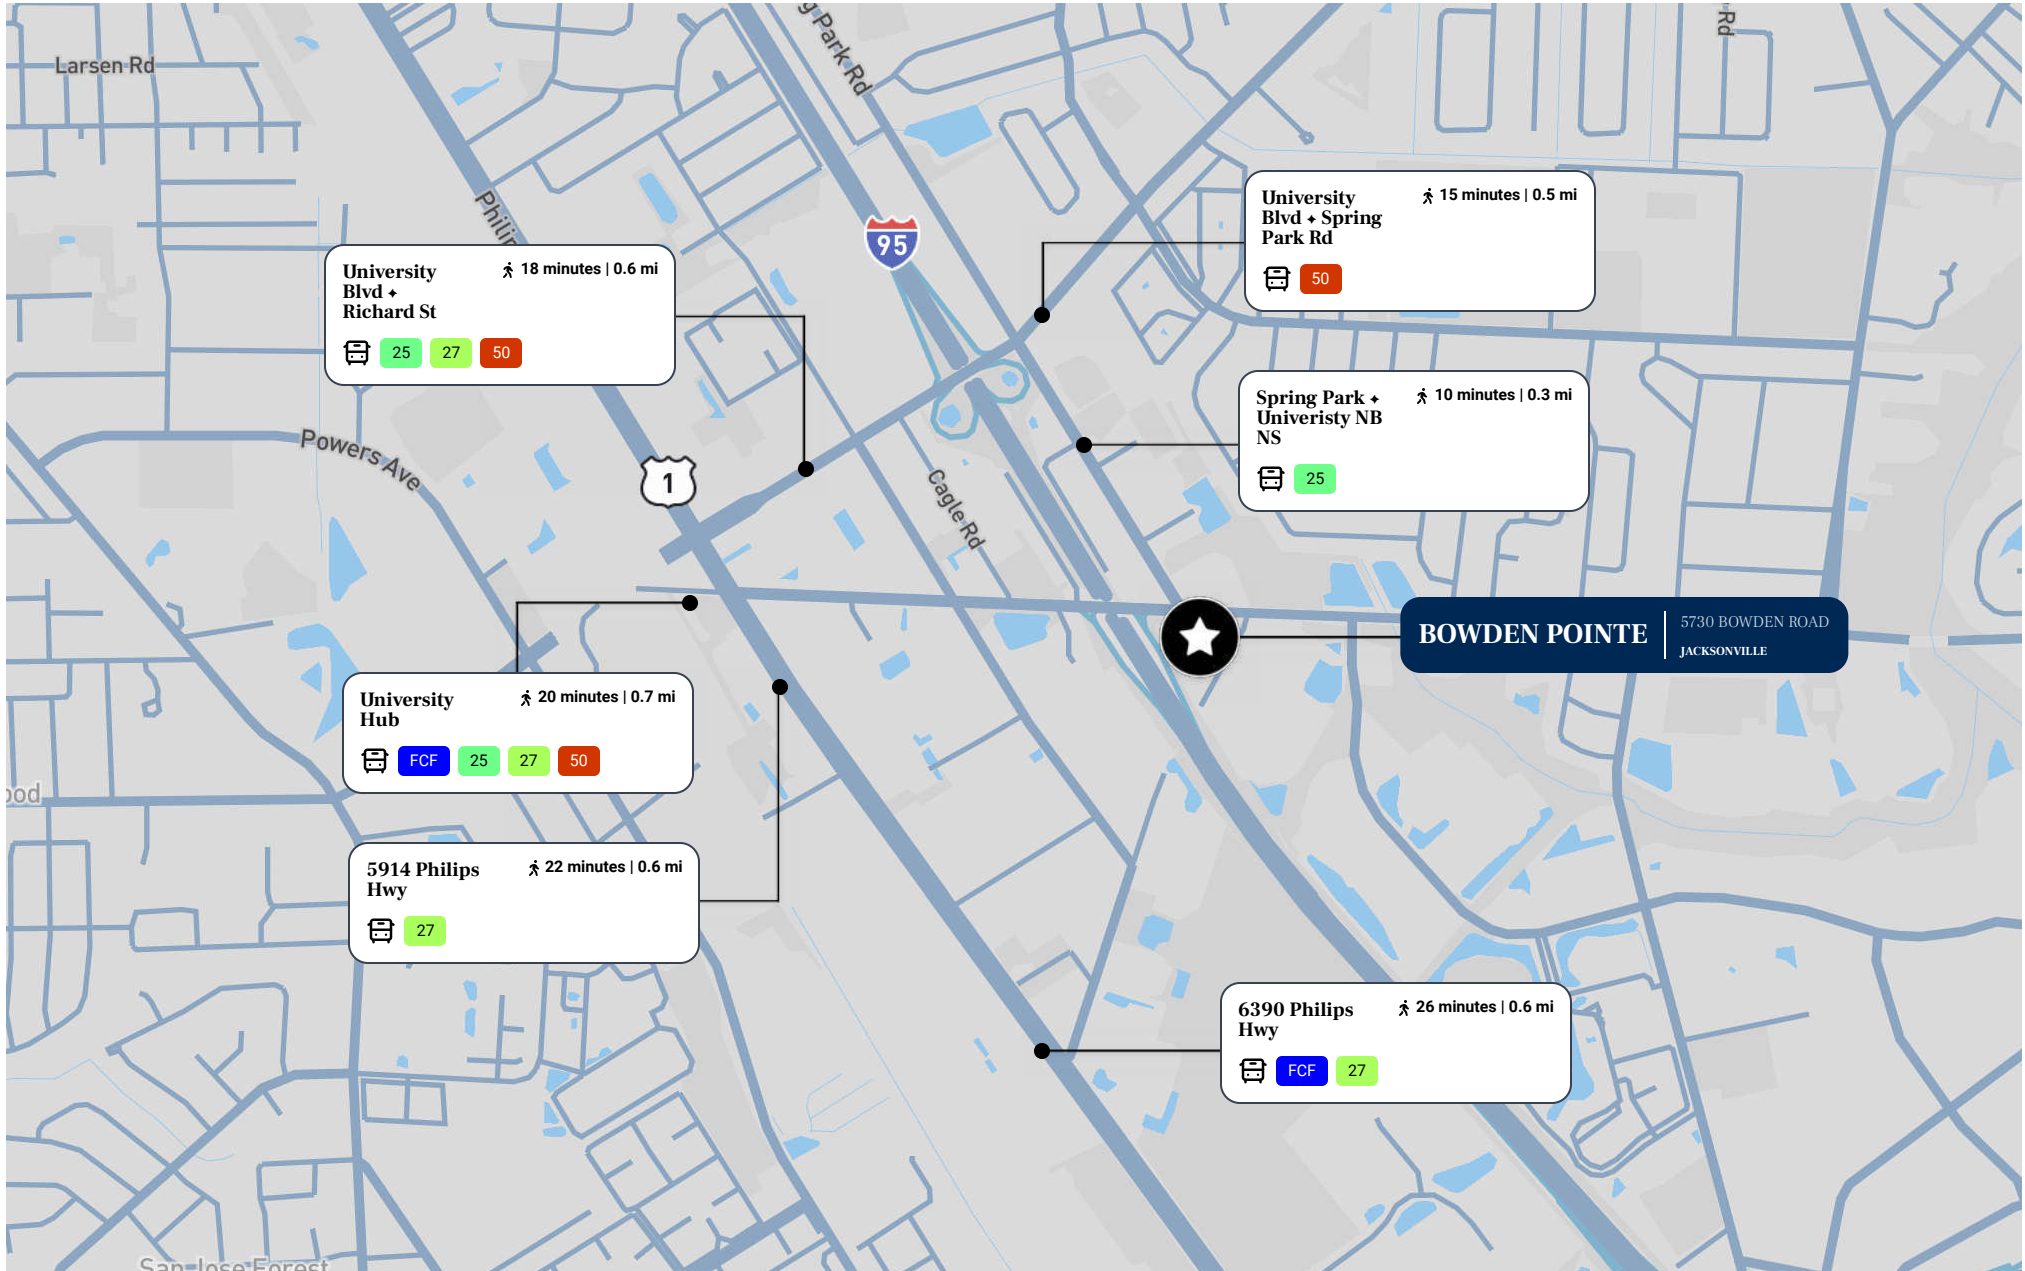 Larsen Rd
g Park Rd
Rd
95
University
Blvd ✦ Spring
Park Rd
15 minutes | 0.5 mi
50
University
Blvd ✦
Richard St
18 minutes | 0.6 mi
25 27 50
Spring Park ✦
Univeristy NB
NS
10 minutes | 0.3 mi
25
Powers Ave
1
Cagle Rd
BOWDEN POINTE
5730 BOWDEN ROAD
JACKSONVILLE
University
Hub
20 minutes | 0.7 mi
FCF 25 27 50
ood
5914 Philips
Hwy
22 minutes | 0.6 mi
27
6390 Philips
Hwy
26 minutes | 0.6 mi
FCF 27
San Jose Forest